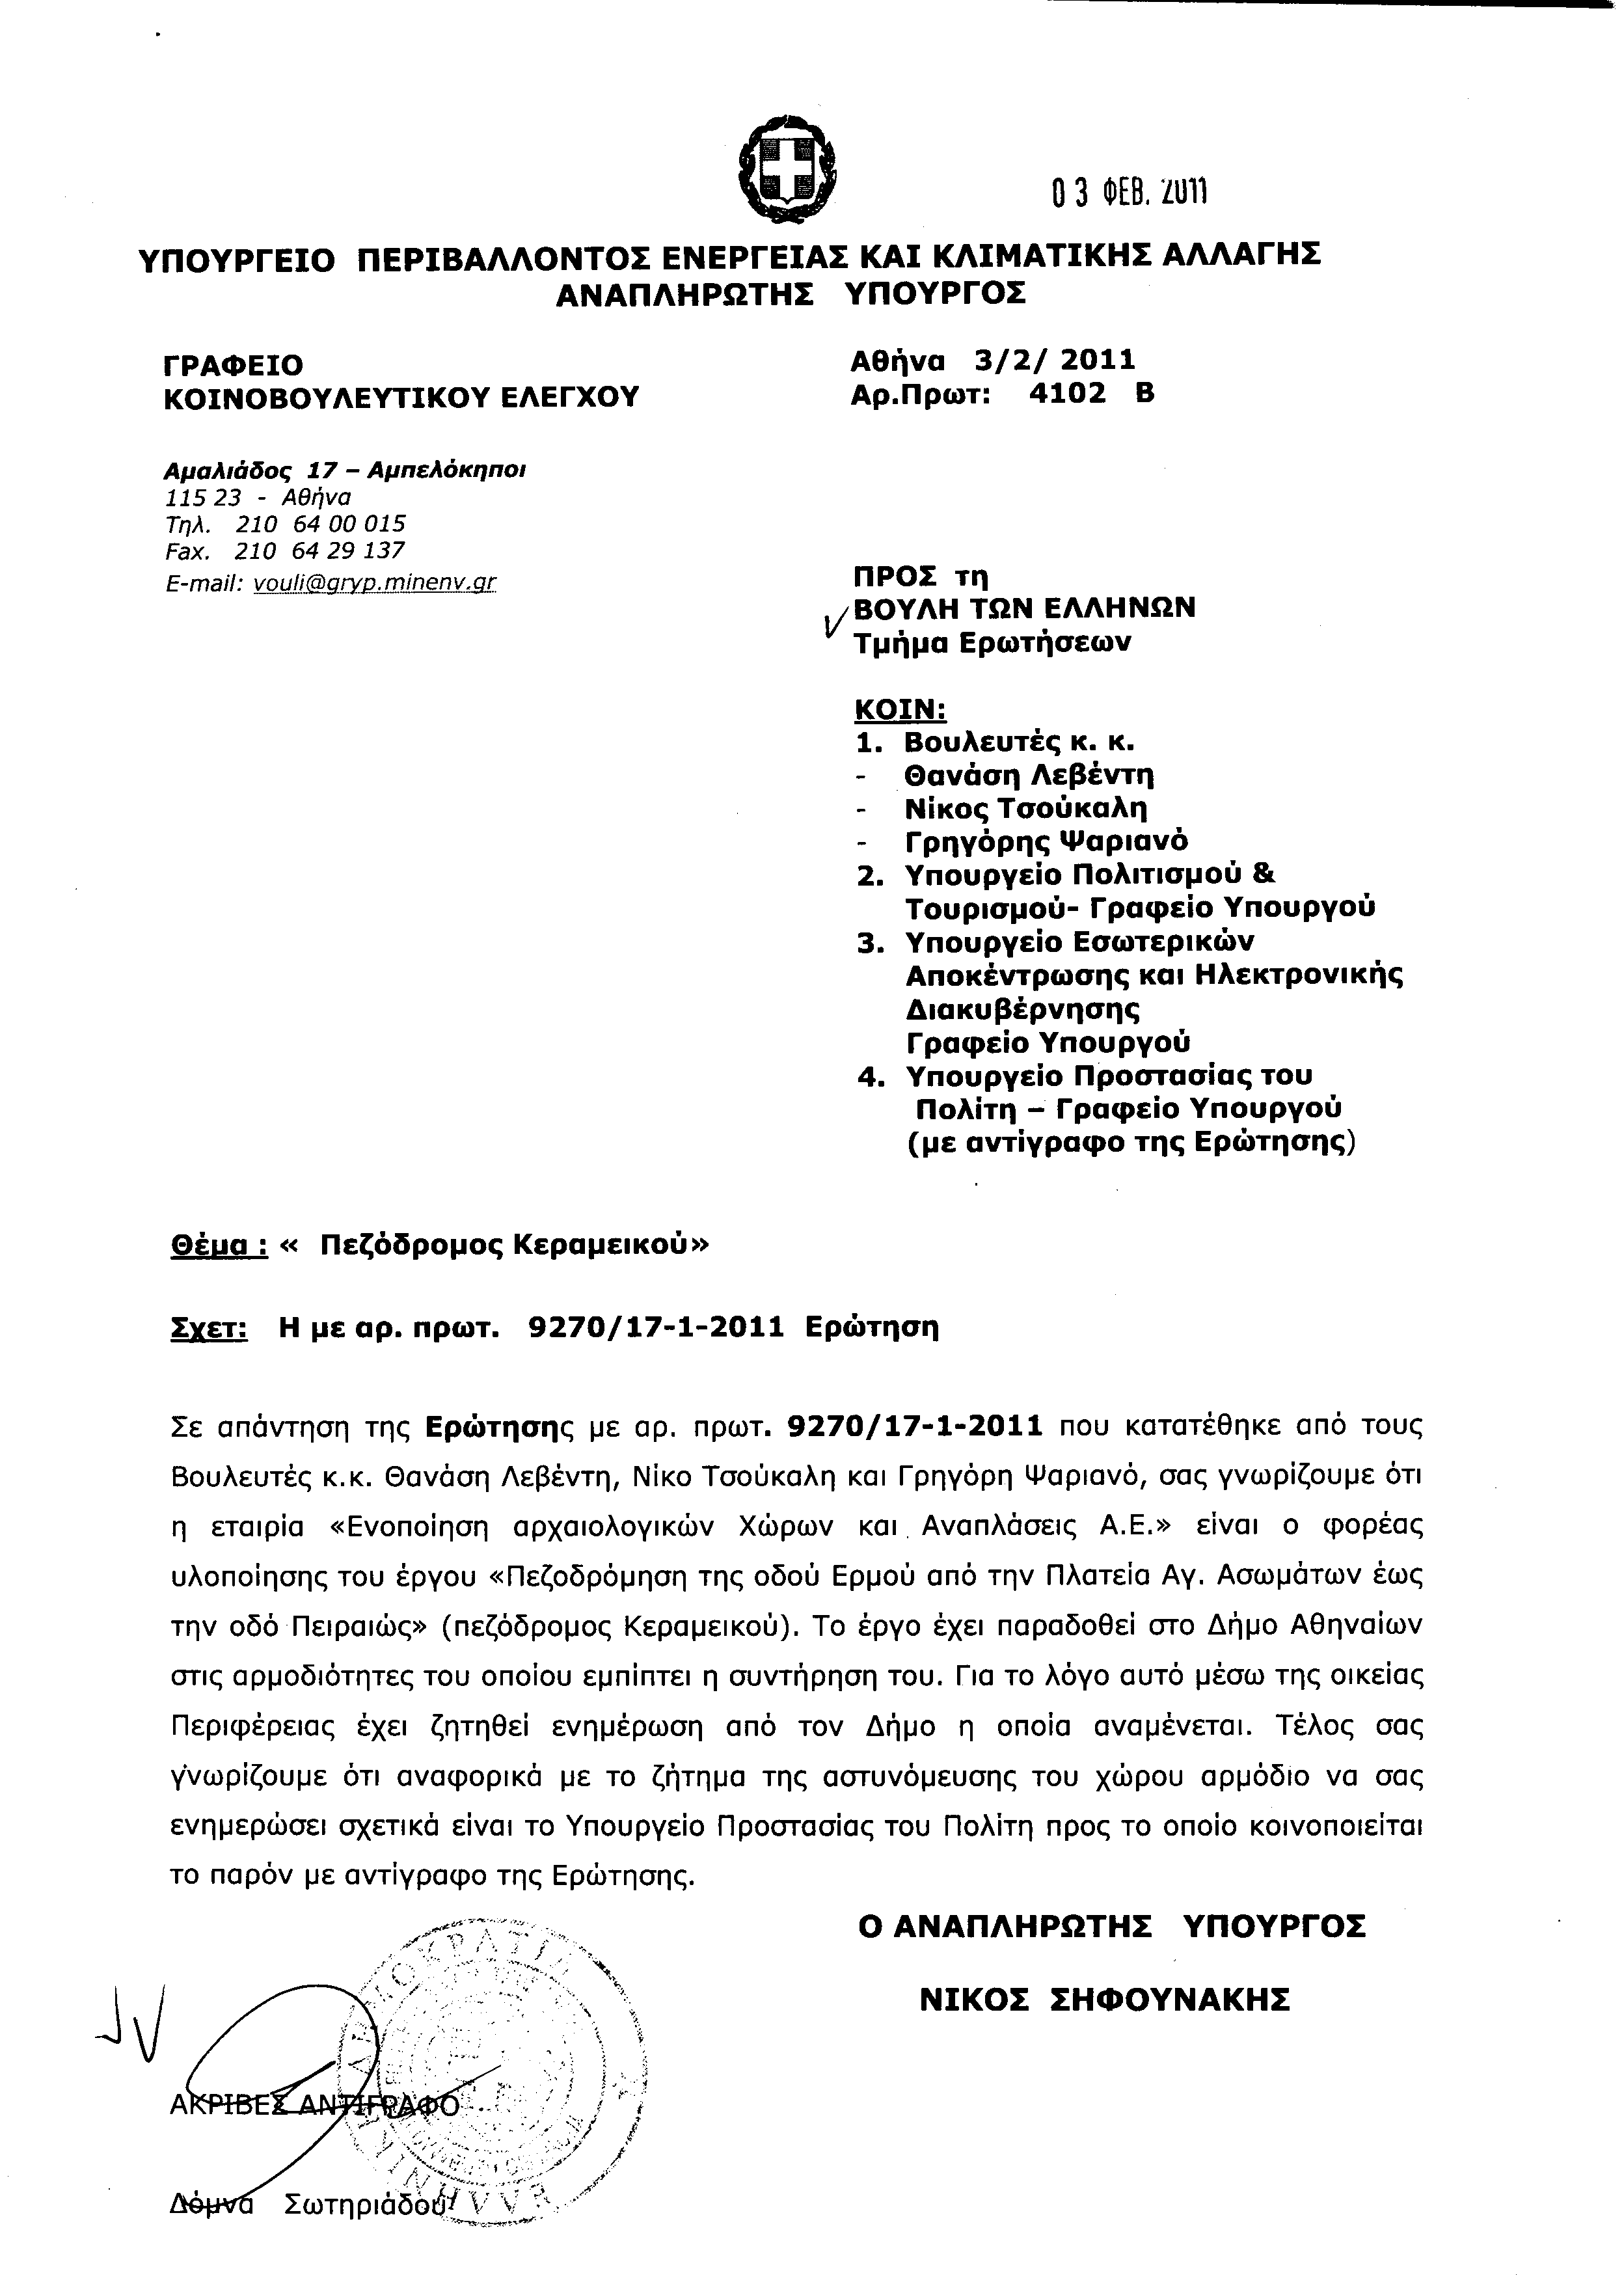 0 3 ΦΕΒ. 2011
ΥΠΟΥΡΓΕΙΟ ΠΕΡΙΒΑΛΛΟΝΤΟΣ ΕΝΕΡΓΕΙΑΣ ΚΑΙ ΚΛΙΜΑΤΙΚΗΣ ΑΛΛΑΓΗΣ
ΑΝΑΠΛΗΡΩΤΗΣ ΥΠΟΥΡΓΟΣ
ΓΡΑΦΕΙΟ
ΚΟΙΝΟΒΟΥΛΕΥΤΙΚΟΥ ΕΛΕΓΧΟΥ
Αθήνα 3/2/ 2011
Αρ.Πρωτ: 4102 Β
Αμαλιάδος 17 – Αμπελόκηποι
115 23 - Αθήνα
Τηλ. 210 64 00 015
Fax. 210 64 29 137
E-mail: vouli@gryp.minenv.gr
ΠΡΟΣ τη
ΒΟΥΛΗ ΤΩΝ ΕΛΛΗΝΩΝ
Τμήμα Ερωτήσεων
ΚΟΙΝ:
1. Βουλευτές κ. κ.
- Θανάση Λεβέντη
- Νίκος Τσούκαλη
- Γρηγόρης Ψαριανό
2. Υπουργείο Πολιτισμού &
Τουρισμού- Γραφείο Υπουργού
3. Υπουργείο Εσωτερικών
Αποκέντρωσης και Ηλεκτρονικής
Διακυβέρνησης
Γραφείο Υπουργού
4. Υπουργείο Προστασίας του
Πολίτη – Γραφείο Υπουργού
(με αντίγραφο της Ερώτησης)
Θέμα : « Πεζόδρομος Κεραμεικού»
Σχετ: Η με αρ. πρωτ. 9270/17-1-2011 Ερώτηση
Σε απάντηση της Ερώτησης με αρ. πρωτ. 9270/17-1-2011 που κατατέθηκε από τους
Βουλευτές κ.κ. Θανάση Λεβέντη, Νίκο Τσούκαλη και Γρηγόρη Ψαριανό, σας γνωρίζουμε ότι
η εταιρία «Ενοποίηση αρχαιολογικών Χώρων και Αναπλάσεις Α.Ε.» είναι ο φορέας
υλοποίησης του έργου «Πεζοδρόμηση της οδού Ερμού από την Πλατεία Αγ. Ασωμάτων έως
την οδό Πειραιώς» (πεζόδρομος Κεραμεικού). Το έργο έχει παραδοθεί στο Δήμο Αθηναίων
στις αρμοδιότητες του οποίου εμπίπτει η συντήρηση του. Για το λόγο αυτό μέσω της οικείας
Περιφέρειας έχει ζητηθεί ενημέρωση από τον Δήμο η οποία αναμένεται. Τέλος σας
γνωρίζουμε ότι αναφορικά με το ζήτημα της αστυνόμευσης του χώρου αρμόδιο να σας
ενημερώσει σχετικά είναι το Υπουργείο Προστασίας του Πολίτη προς το οποίο κοινοποιείται
το παρόν με αντίγραφο της Ερώτησης.
Ο ΑΝΑΠΛΗΡΩΤΗΣ ΥΠΟΥΡΓΟΣ
ΝΙΚΟΣ ΣΗΦΟΥΝΑΚΗΣ
ΕΛΛΗΝΙΚΗ ΔΗΜΟΚΡΑΤΙΑ
ΑΚΡΙΒΕΣ ΑΝΤΙΓΡΑΦΟ
Δόμνα Σωτηριάδου